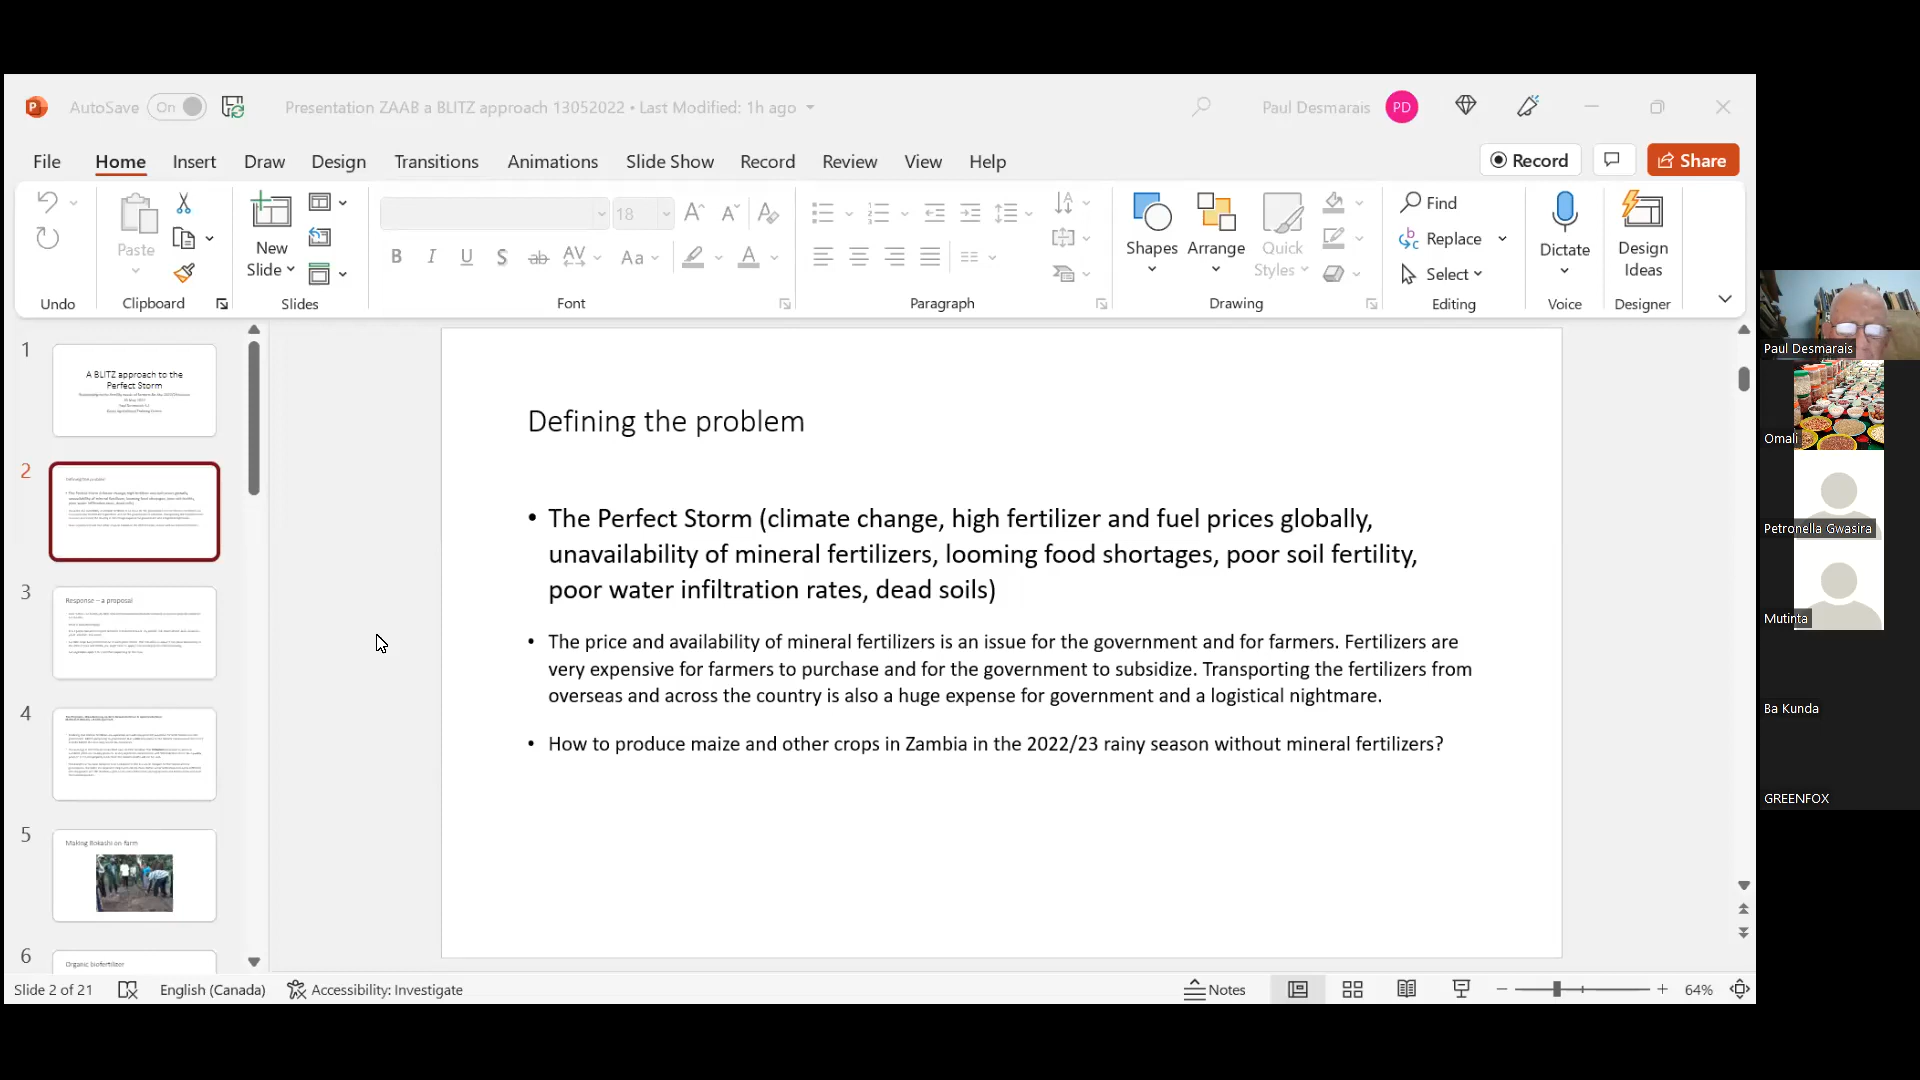 AutoSave On Presentation ZAAB a BLITZ approach 13052022 • Last Modified: 1h ago Paul Desmarais PD
File Home Insert Draw Design Transitions Animations Slide Show Record Review View Help Record Share
Paste
New
Slide
18
Shapes Arrange Quick
Styles
Find
Replace
Select
Dictate
Design
Ideas
Undo Clipboard Slides Font Paragraph Drawing Editing Voice Designer
1
A BLITZ approach to the
Perfect Storm
2
Defining the problem
3
Response – a proposal
4
5
Making Bokashi on farm
6
Organic biofertilizer
Defining the problem
• The Perfect Storm (climate change, high fertilizer and fuel prices globally,
unavailability of mineral fertilizers, looming food shortages, poor soil fertility,
poor water infiltration rates, dead soils)
• The price and availability of mineral fertilizers is an issue for the government and for farmers. Fertilizers are
very expensive for farmers to purchase and for the government to subsidize. Transporting the fertilizers from
overseas and across the country is also a huge expense for government and a logistical nightmare.
• How to produce maize and other crops in Zambia in the 2022/23 rainy season without mineral fertilizers?
Slide 2 of 21 English (Canada) Accessibility: Investigate Notes 64%
Paul Desmarais
Omali
Petronella Gwasira
Mutinta
Ba Kunda
GREENFOX